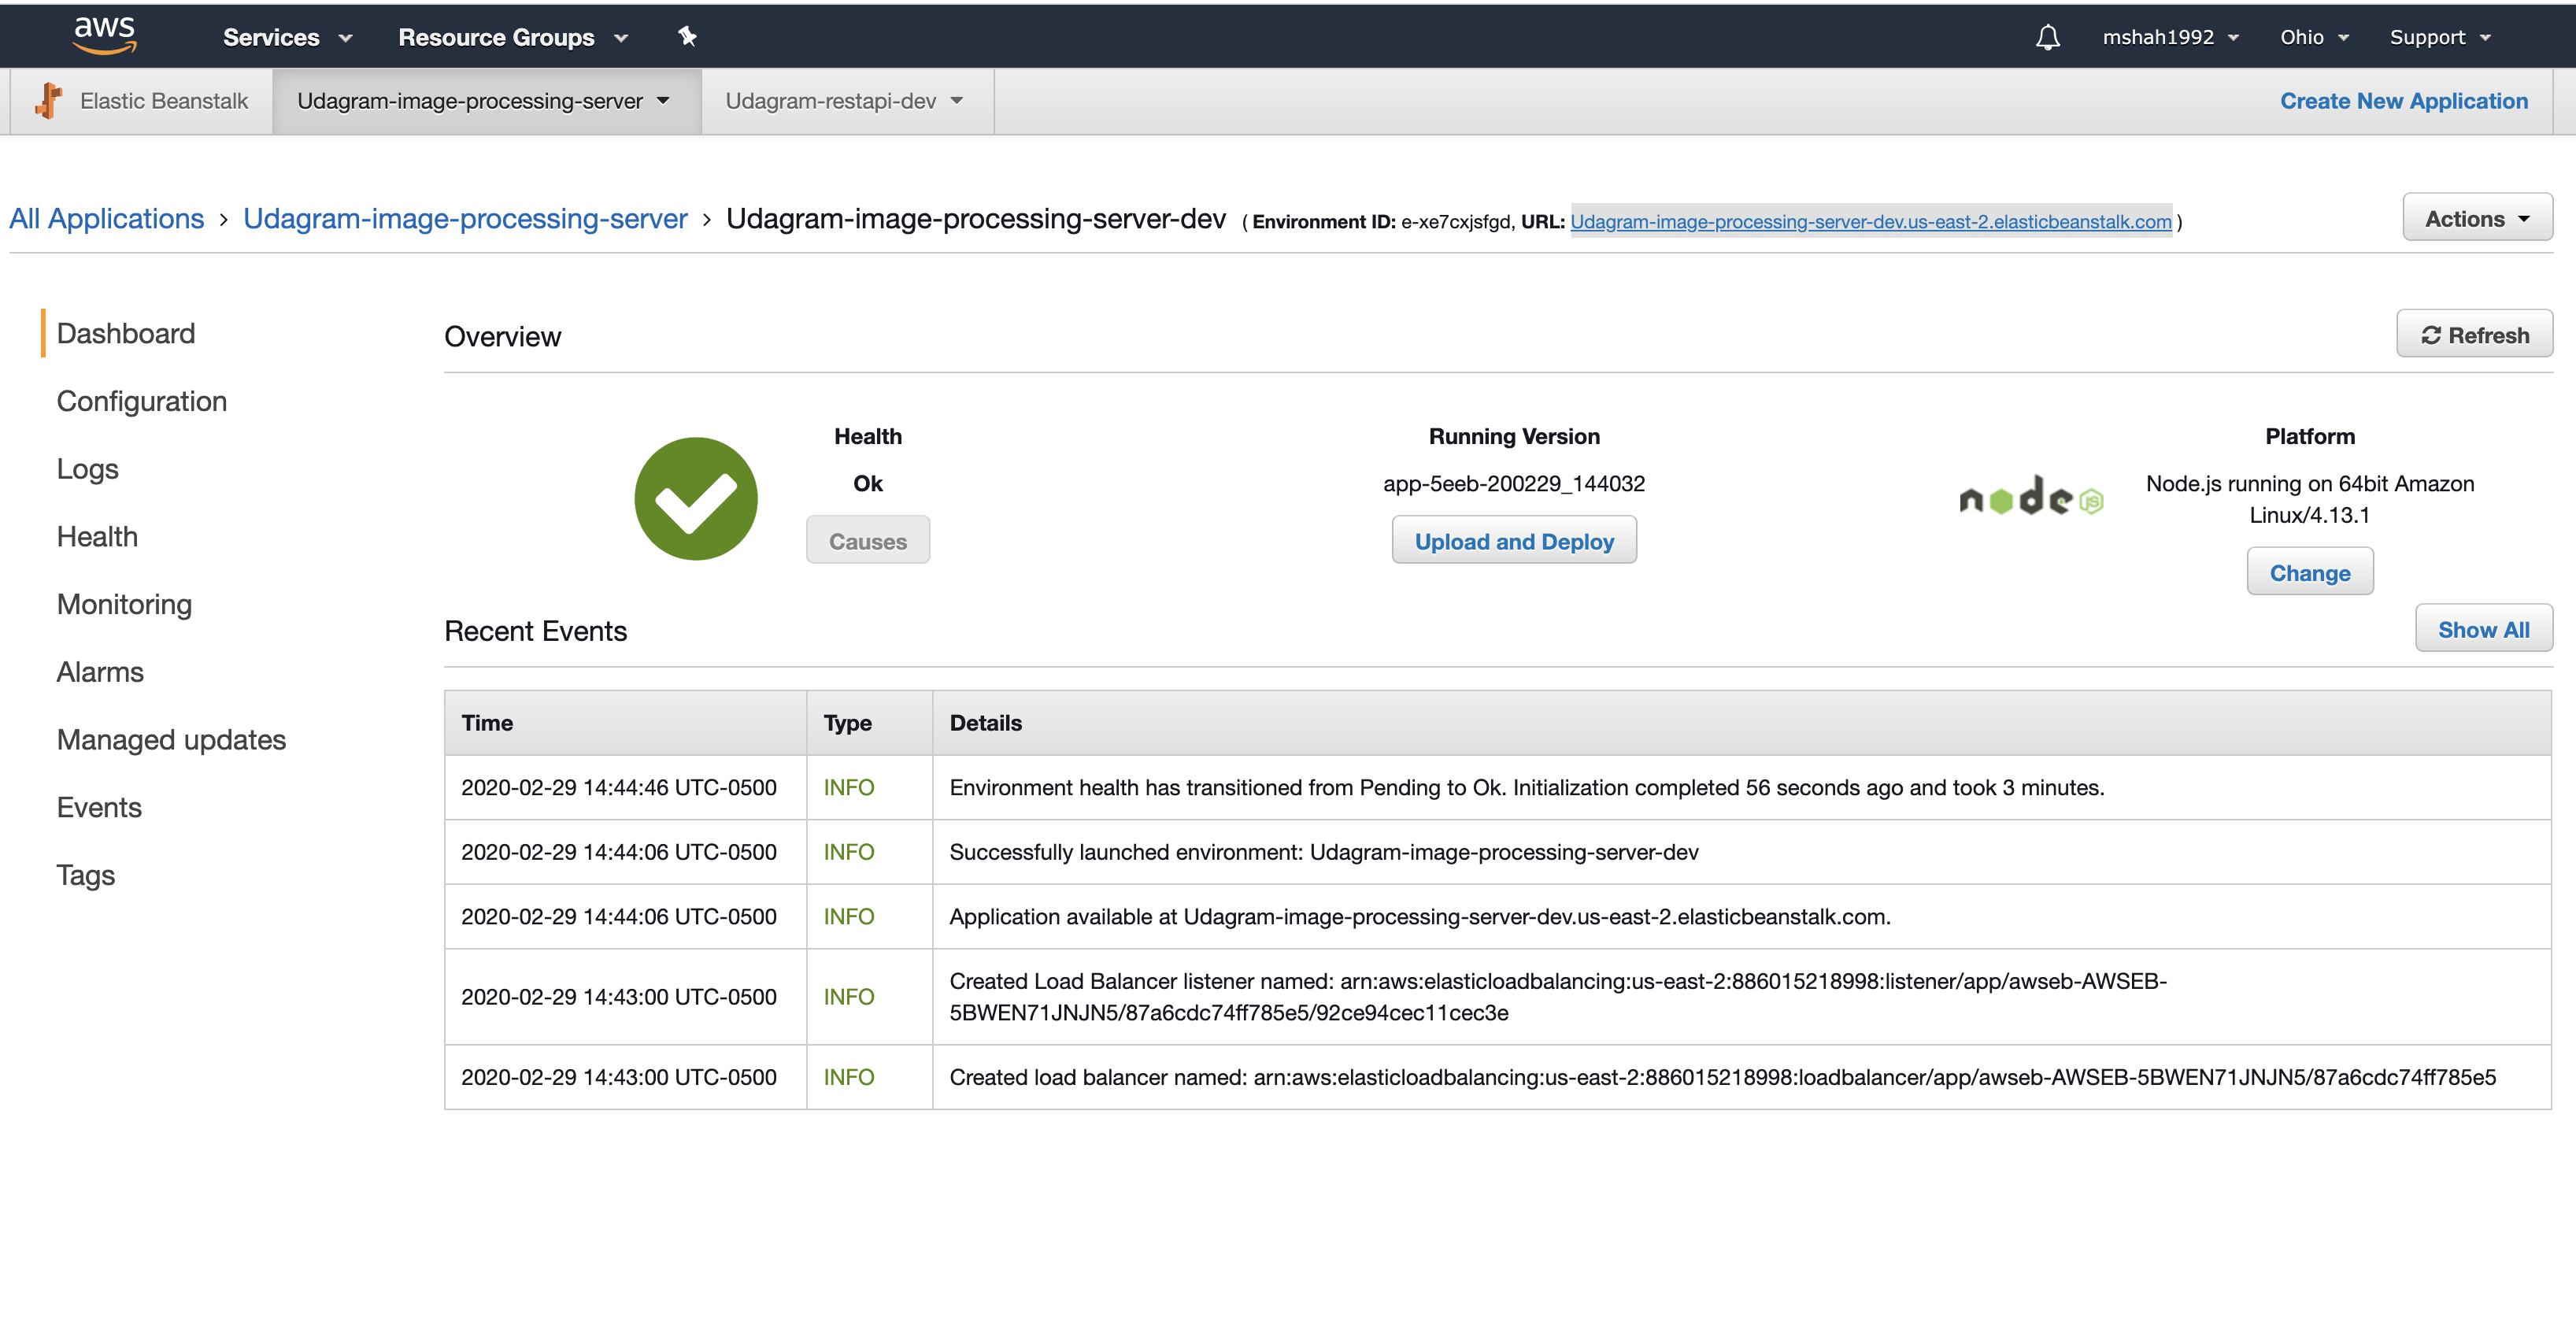 aws Services Resource Groups mshah1992 Ohio Support
Elastic Beanstalk Udagram-image-processing-server Udagram-restapi-dev Create New Application
All Applications › Udagram-image-processing-server › Udagram-image-processing-server-dev ( Environment ID: e-xe7cxjsfgd, URL: Udagram-image-processing-server-dev.us-east-2.elasticbeanstalk.com ) Actions
Dashboard
Configuration
Logs
Health
Monitoring
Alarms
Managed updates
Events
Tags
Overview Refresh
Health
Ok
Causes
Running Version
app-5eeb-200229_144032
Upload and Deploy
node JS
Platform
Node.js running on 64bit Amazon
Linux/4.13.1
Change
Recent Events Show All
Time Type Details
2020-02-29 14:44:46 UTC-0500 INFO Environment health has transitioned from Pending to Ok. Initialization completed 56 seconds ago and took 3 minutes.
2020-02-29 14:44:06 UTC-0500 INFO Successfully launched environment: Udagram-image-processing-server-dev
2020-02-29 14:44:06 UTC-0500 INFO Application available at Udagram-image-processing-server-dev.us-east-2.elasticbeanstalk.com.
2020-02-29 14:43:00 UTC-0500 INFO Created Load Balancer listener named: arn:aws:elasticloadbalancing:us-east-2:886015218998:listener/app/awseb-AWSEB-
5BWEN71JNJN5/87a6cdc74ff785e5/92ce94cec11cec3e
2020-02-29 14:43:00 UTC-0500 INFO Created load balancer named: arn:aws:elasticloadbalancing:us-east-2:886015218998:loadbalancer/app/awseb-AWSEB-5BWEN71JNJN5/87a6cdc74ff785e5